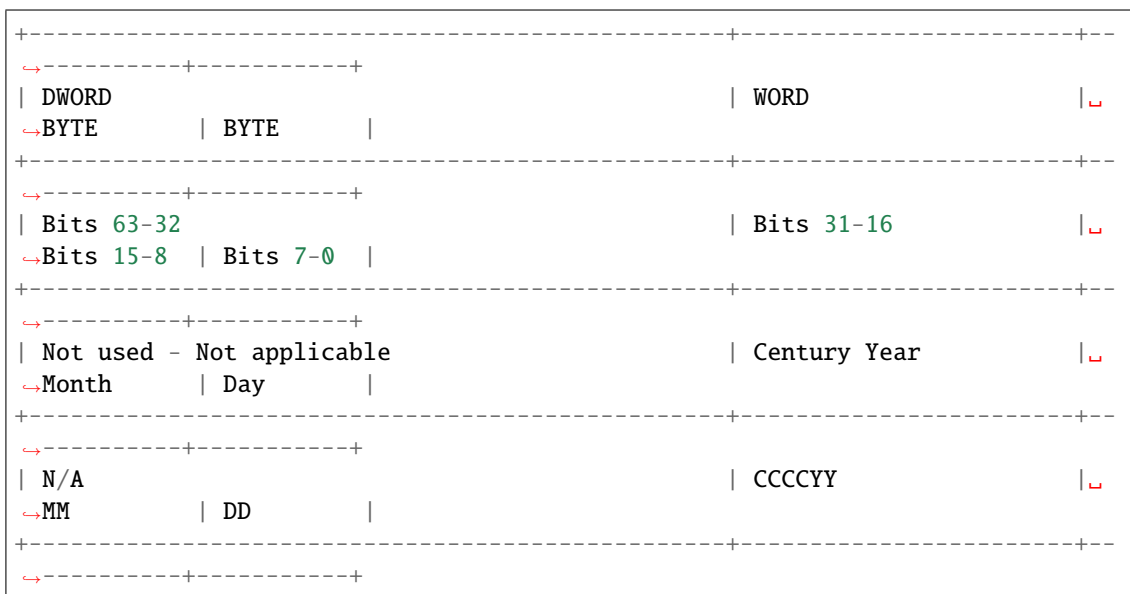 +--------------------------------------------------+------------------------+--
↪----------+-----------+
| DWORD                                            | WORD                   |␣
↪BYTE       | BYTE      |
+--------------------------------------------------+------------------------+--
↪----------+-----------+
| Bits 63-32                                       | Bits 31-16             |␣
↪Bits 15-8  | Bits 7-0  |
+--------------------------------------------------+------------------------+--
↪----------+-----------+
| Not used - Not applicable                        | Century Year           |␣
↪Month      | Day       |
+--------------------------------------------------+------------------------+--
↪----------+-----------+
| N/A                                              | CCCCYY                 |␣
↪MM         | DD        |
+--------------------------------------------------+------------------------+--
↪----------+-----------+